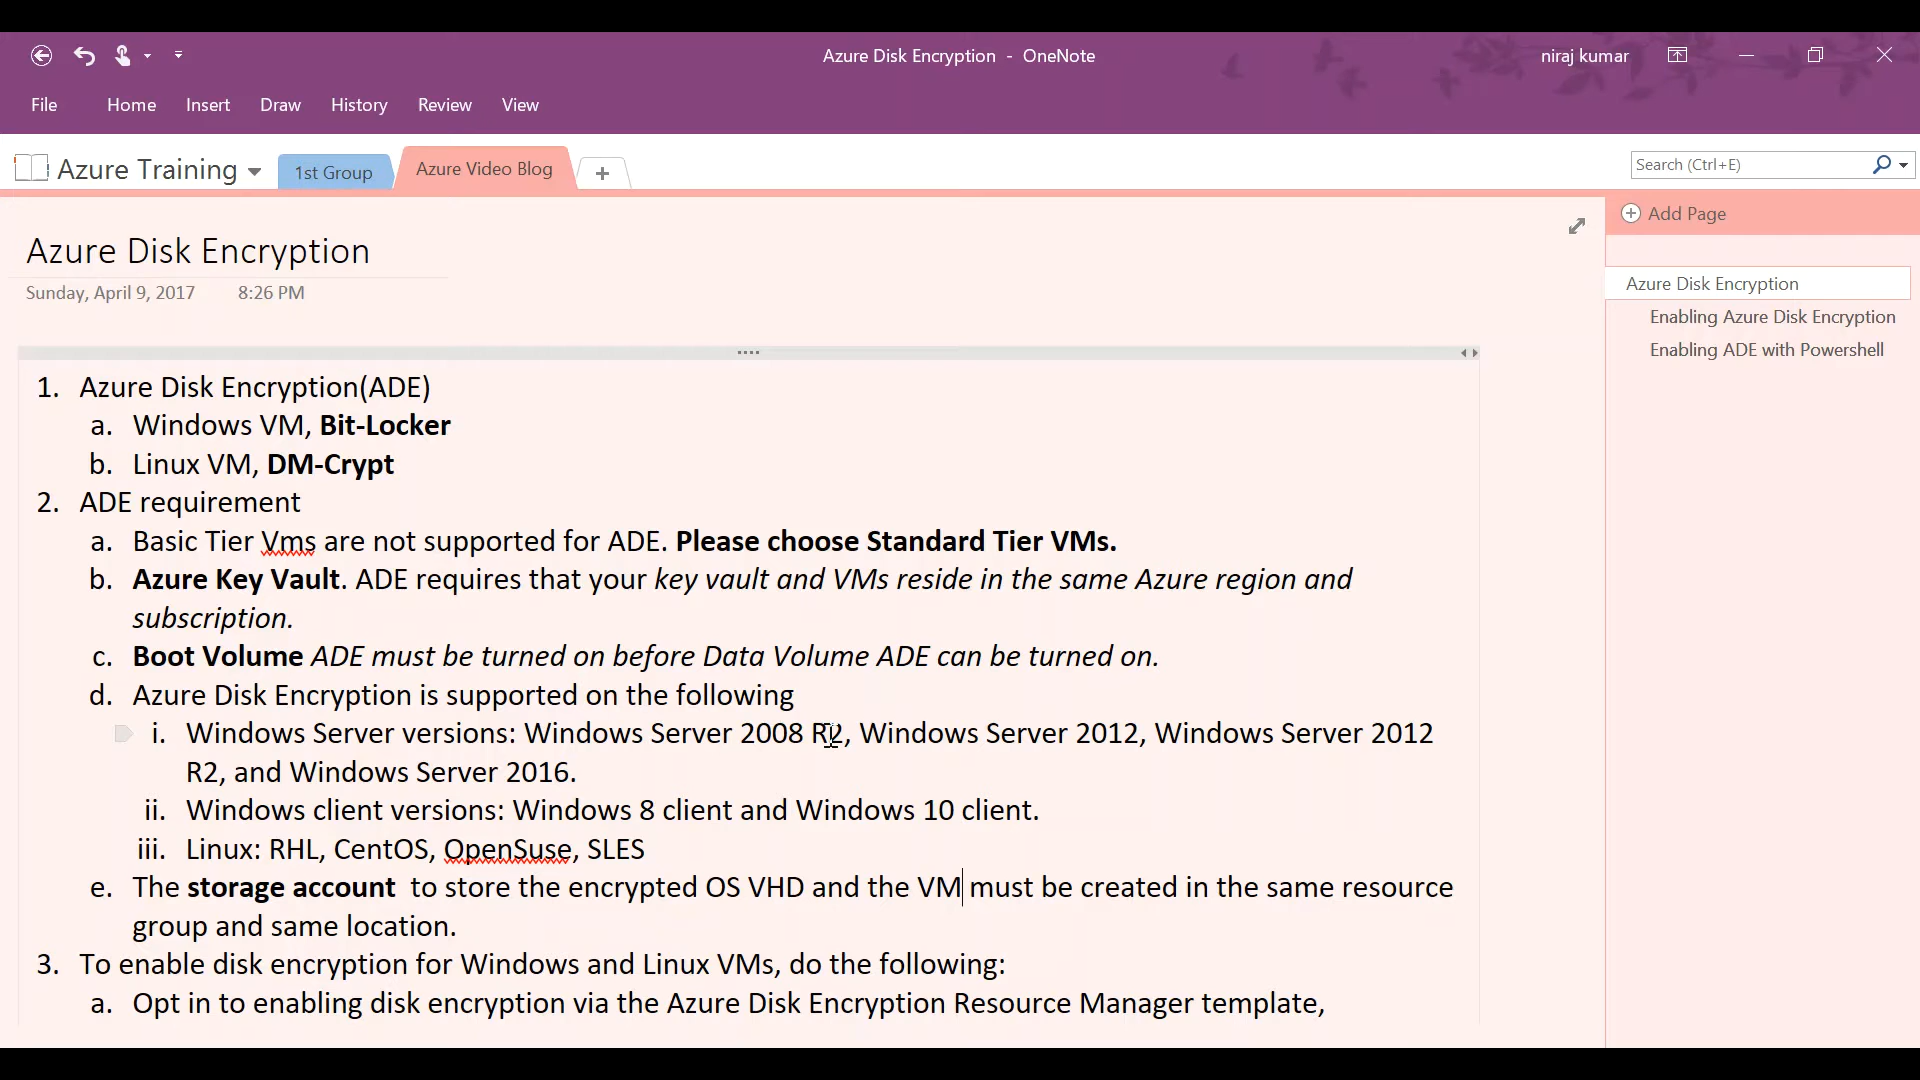 Azure Disk Encryption - OneNote
niraj kumar
File Home Insert Draw History Review View
Azure Training
1st Group
Azure Video Blog
+
Search (Ctrl+E)
Add Page
Azure Disk Encryption
Sunday, April 9, 2017 8:26 PM
Azure Disk Encryption
Enabling Azure Disk Encryption
Enabling ADE with Powershell
1. Azure Disk Encryption(ADE)
a. Windows VM, Bit-Locker
b. Linux VM, DM-Crypt
2. ADE requirement
a. Basic Tier Vms are not supported for ADE. Please choose Standard Tier VMs.
b. Azure Key Vault. ADE requires that your key vault and VMs reside in the same Azure region and
subscription.
c. Boot Volume ADE must be turned on before Data Volume ADE can be turned on.
d. Azure Disk Encryption is supported on the following
i. Windows Server versions: Windows Server 2008 R2, Windows Server 2012, Windows Server 2012
R2, and Windows Server 2016.
ii. Windows client versions: Windows 8 client and Windows 10 client.
iii. Linux: RHL, CentOS, OpenSuse, SLES
e. The storage account to store the encrypted OS VHD and the VM must be created in the same resource
group and same location.
3. To enable disk encryption for Windows and Linux VMs, do the following:
a. Opt in to enabling disk encryption via the Azure Disk Encryption Resource Manager template,